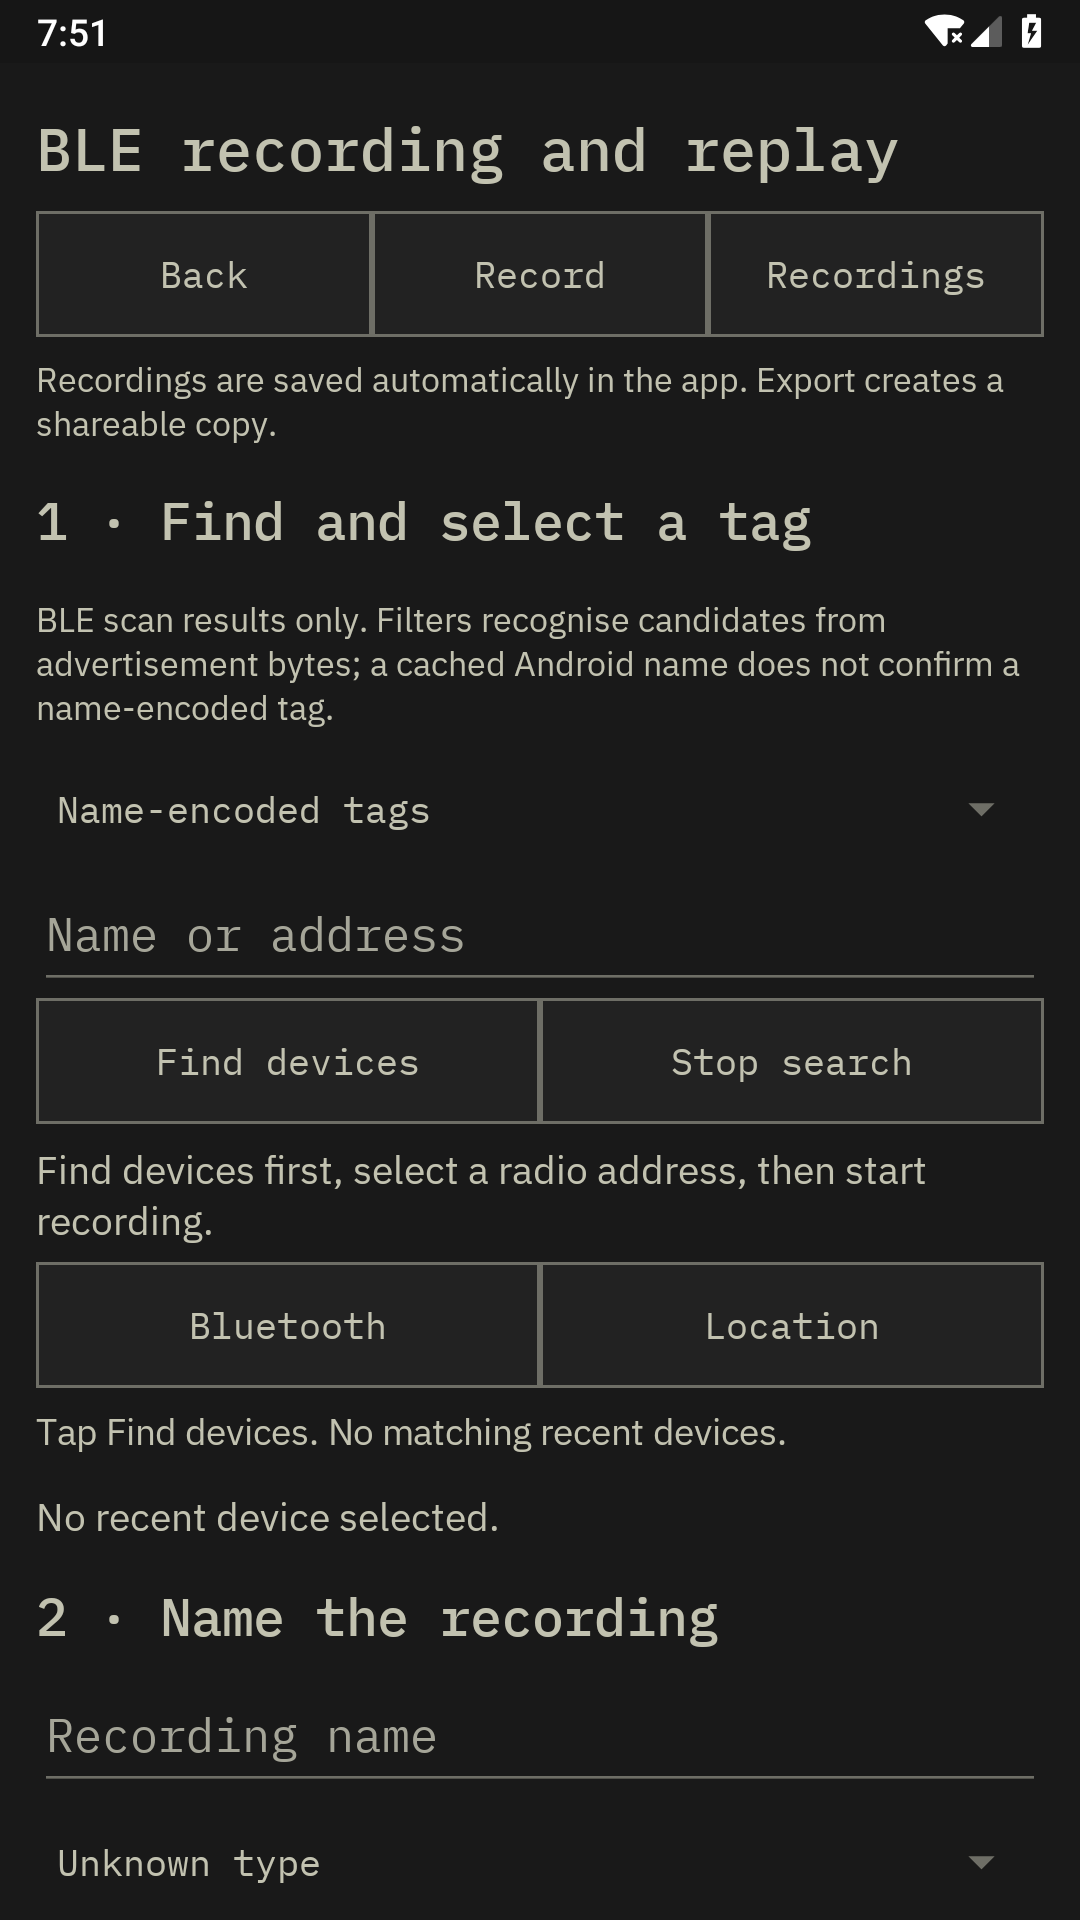 7:51
BLE recording and replay
Back Record Recordings
Recordings are saved automatically in the app. Export creates a
shareable copy.
1 · Find and select a tag
BLE scan results only. Filters recognise candidates from
advertisement bytes; a cached Android name does not confirm a
name-encoded tag.
Name-encoded tags
Name or address
Find devices Stop search
Find devices first, select a radio address, then start
recording.
Bluetooth Location
Tap Find devices. No matching recent devices.
No recent device selected.
2 · Name the recording
Recording name
Unknown type